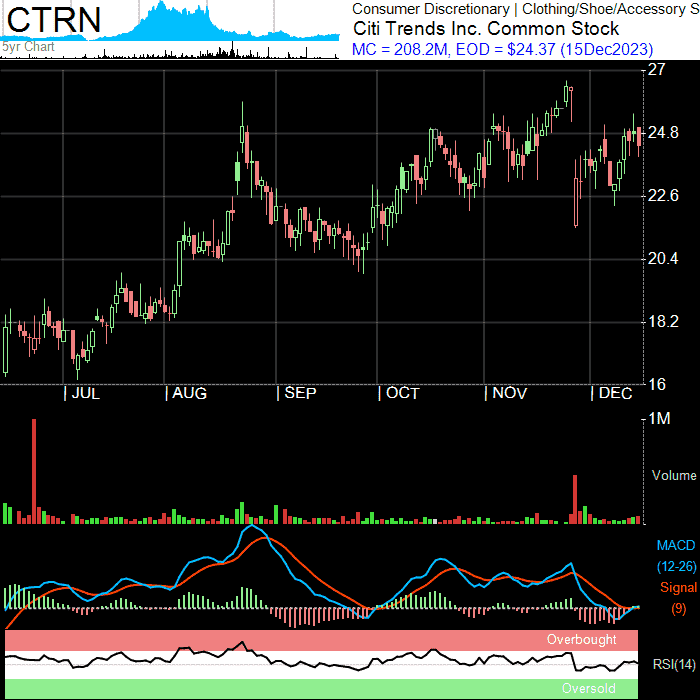 CTRN
5yr Chart
Consumer Discretionary | Clothing/Shoe/Accessory S
Citi Trends Inc. Common Stock
MC = 208.2M, EOD = $24.37 (15Dec2023)
27
24.8
22.6
20.4
18.2
16
JUL
AUG
SEP
OCT
NOV
DEC
1M
Volume
MACD
(12-26)
Signal
(9)
Overbought
RSI(14)
Oversold